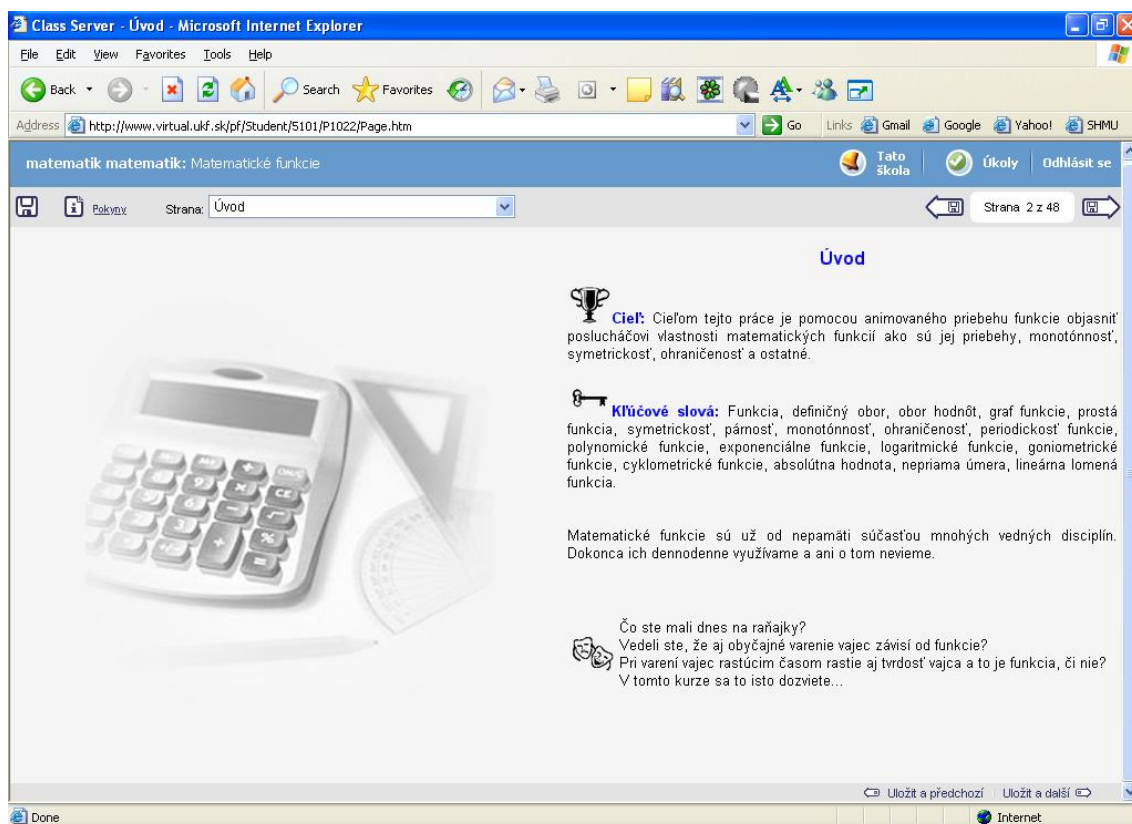 Class Server - Úvod - Microsoft Internet Explorer
File Edit View Favorites Tools Help
Back Search Favorites
Address http://www.virtual.ukf.sk/pf/Student/5101/P1022/Page.htm Go Links Gmail Google Yahoo! SHMU
matematik matematik: Matematické funkcie Tato škola Úkoly Odhlásit se
Pokyny Strana: Úvod Strana 2 z 48
Úvod
Cieľ: Cieľom tejto práce je pomocou animovaného priebehu funkcie objasniť
poslucháčovi vlastnosti matematických funkcií ako sú jej priebehy, monotónnosť,
symetrickosť, ohraničenosť a ostatné.
Kľúčové slová: Funkcia, definičný obor, obor hodnôt, graf funkcie, prostá
funkcia, symetrickosť, párnosť, monotónnosť, ohraničenosť, periodickosť funkcie,
polynomické funkcie, exponenciálne funkcie, logaritmické funkcie, goniometrické
funkcie, cyklometrické funkcie, absolútna hodnota, nepriama úmera, lineárna lomená
funkcia.
Matematické funkcie sú už od nepamäti súčasťou mnohých vedných disciplín.
Dokonca ich dennodenne využívame a ani o tom nevieme.
Čo ste mali dnes na raňajky?
Vedeli ste, že aj obyčajné varenie vajec závisí od funkcie?
Pri varení vajec rastúcim časom rastie aj tvrdosť vajca a to je funkcia, či nie?
V tomto kurze sa to isto dozviete...
Uložit a předchozí Uložit a další
Done Internet